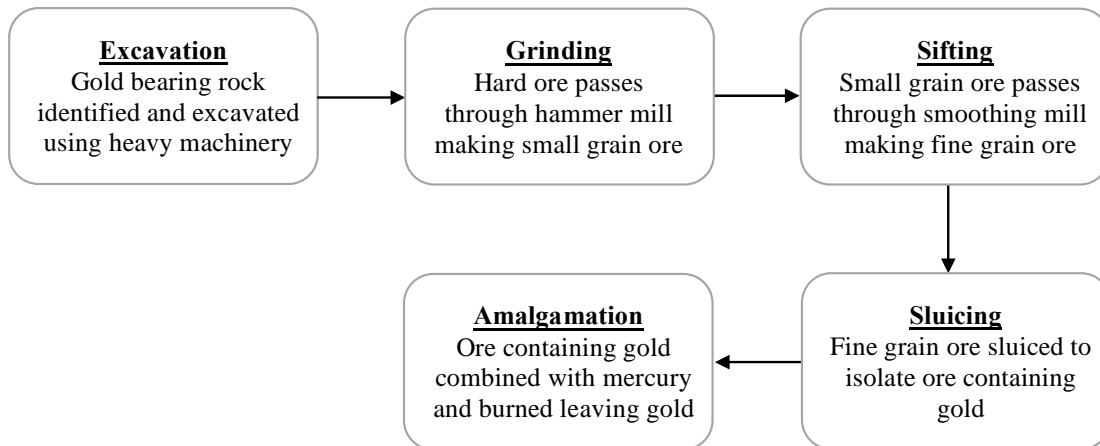 Excavation
Gold bearing rock
identified and excavated
using heavy machinery
Grinding
Hard ore passes
through hammer mill
making small grain ore
Sifting
Small grain ore passes
through smoothing mill
making fine grain ore
Sluicing
Fine grain ore sluiced to
isolate ore containing
gold
Amalgamation
Ore containing gold
combined with mercury
and burned leaving gold